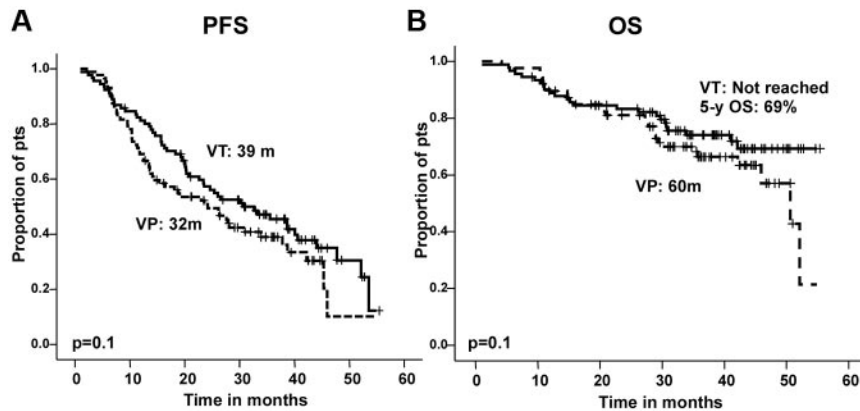 A
PFS
1.0
0.8
0.6
0.4
0.2
0.0
Proportion of pts
VT: 39 m
VP: 32m
p=0.1
0 10 20 30 40 50 60
Time in months
B
OS
1.0
0.8
0.6
0.4
0.2
0.0
Proportion of pts
VT: Not reached
5-y OS: 69%
VP: 60m
p=0.1
0 10 20 30 40 50 60
Time in months